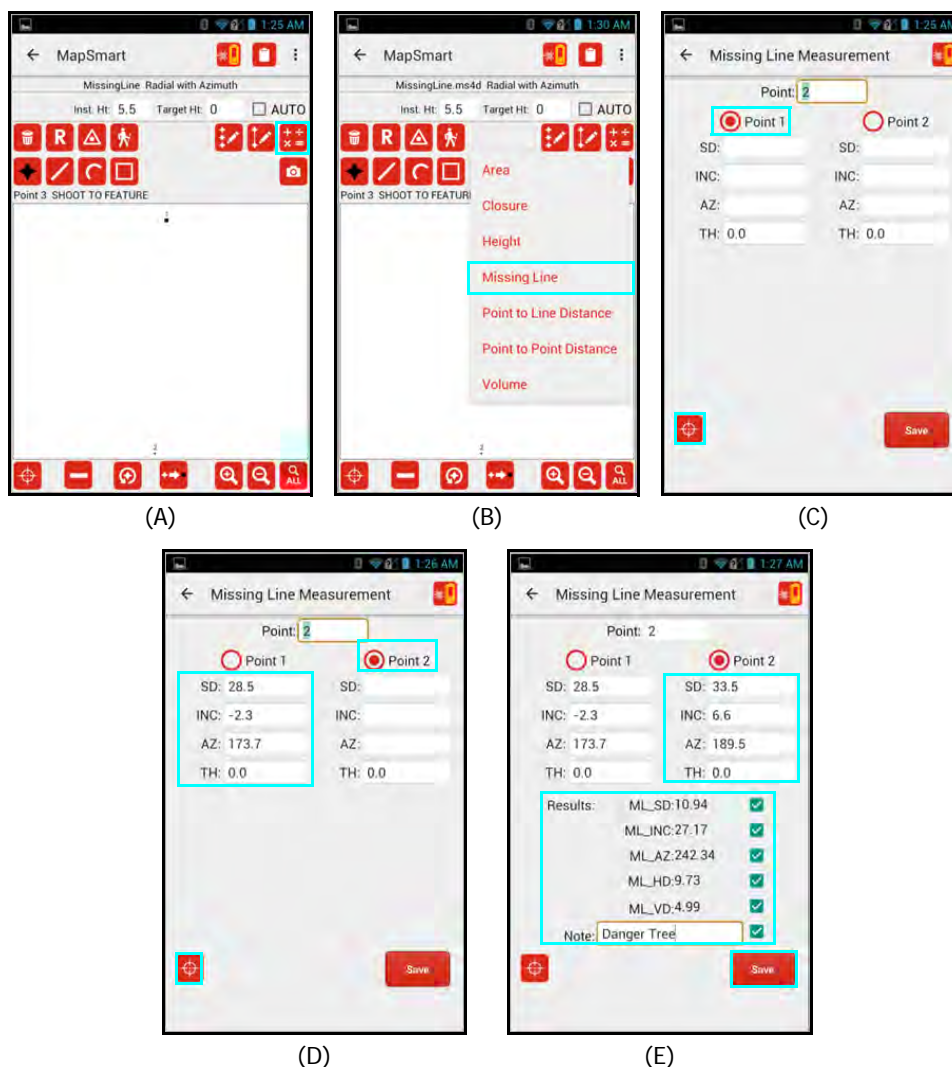 1:25 AM
MapSmart
MissingLine Radial with Azimuth
Inst. Ht: 5.5 Target Ht: 0 AUTO
R
Point 3 SHOOT TO FEATURE
1
2
ALL
(A)
1:30 AM
MapSmart
MissingLine.ms4d Radial with Azimuth
Inst. Ht: 5.5 Target Ht: 0 AUTO
R
Point 3 SHOOT TO FEATUR
Area
Closure
Height
Missing Line
Point to Line Distance
Point to Point Distance
Volume
2
ALL
(B)
1:25 AM
Missing Line Measurement
Point: 2
Point 1 Point 2
SD: SD:
INC: INC:
AZ: AZ:
TH: 0.0 TH: 0.0
Save
(C)
1:26 AM
Missing Line Measurement
Point: 2
Point 1 Point 2
SD: 28.5 SD:
INC: -2.3 INC:
AZ: 173.7 AZ:
TH: 0.0 TH: 0.0
Save
(D)
1:27 AM
Missing Line Measurement
Point: 2
Point 1 Point 2
SD: 28.5 SD: 33.5
INC: -2.3 INC: 6.6
AZ: 173.7 AZ: 189.5
TH: 0.0 TH: 0.0
Results: ML_SD:10.94
ML_INC:27.17
ML_AZ:242.34
ML_HD:9.73
ML_VD:4.99
Note: Danger Tree
Save
(E)